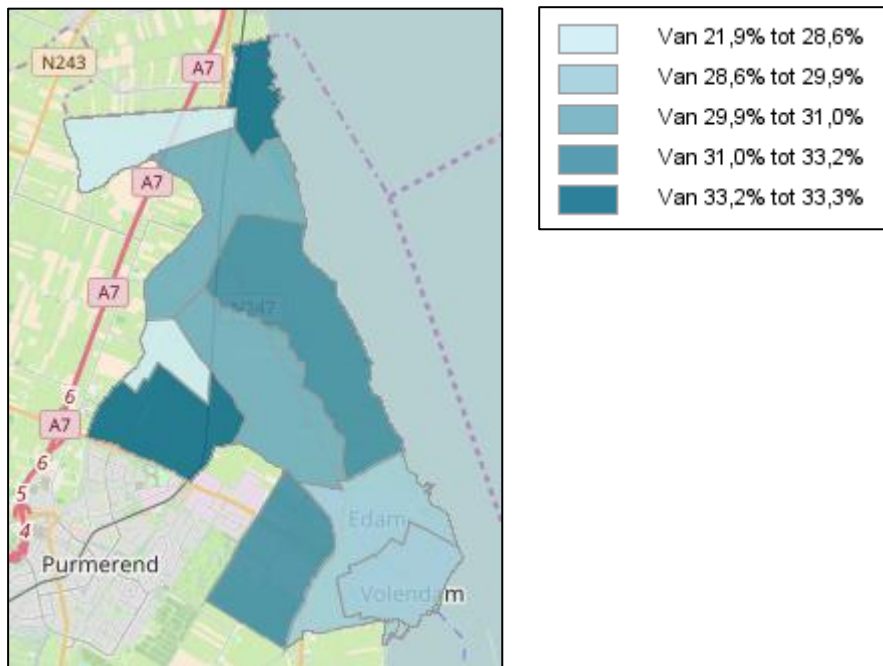 N243
A7
A7
A7
N247
6
A7
6
5
4
Edam
Purmerend
Volendam
Van 21,9% tot 28,6%
Van 28,6% tot 29,9%
Van 29,9% tot 31,0%
Van 31,0% tot 33,2%
Van 33,2% tot 33,3%